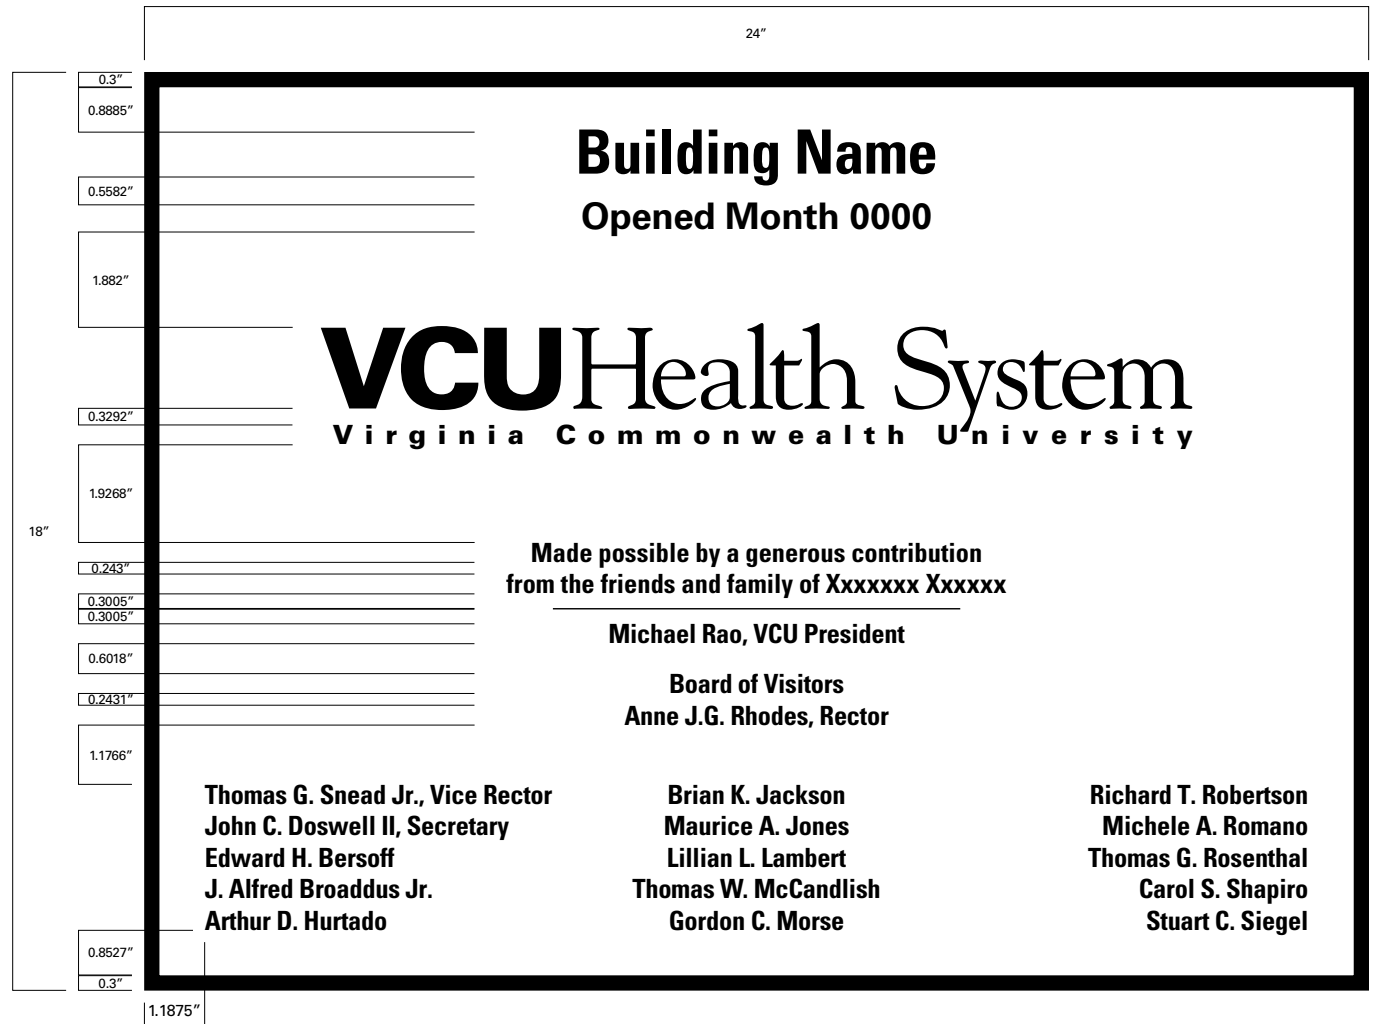 24″
0.3″
0.8885″
Building Name
0.5582″
Opened Month 0000
1.882″
VCU Health System
0.3292″
Virginia Commonwealth University
1.9268″
18″
Made possible by a generous contribution
0.243″
from the friends and family of Xxxxxxx Xxxxxx
0.3005″
0.3005″
Michael Rao, VCU President
0.6018″
Board of Visitors
0.2431″
Anne J.G. Rhodes, Rector
1.1766″
Thomas G. Snead Jr., Vice Rector
John C. Doswell II, Secretary
Edward H. Bersoff
J. Alfred Broaddus Jr.
Arthur D. Hurtado
Brian K. Jackson
Maurice A. Jones
Lillian L. Lambert
Thomas W. McCandlish
Gordon C. Morse
Richard T. Robertson
Michele A. Romano
Thomas G. Rosenthal
Carol S. Shapiro
Stuart C. Siegel
0.8527″
0.3″
1.1875″